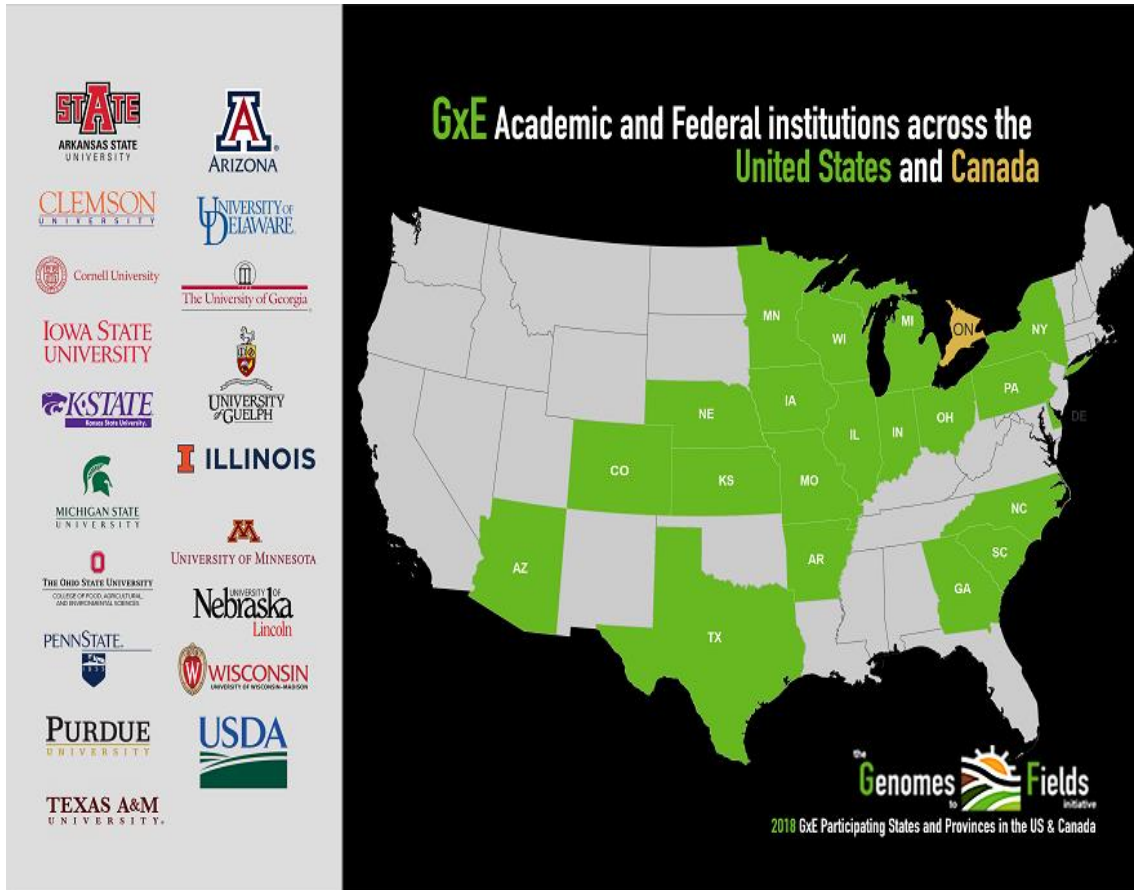 STATE
ARKANSAS STATE
UNIVERSITY
A
ARIZONA
CLEMSON
UNIVERSITY
UNIVERSITY OF
DELAWARE
Cornell University
The University of Georgia
IOWA STATE
UNIVERSITY
UNIVERSITY
of GUELPH
K-STATE
Kansas State University
I ILLINOIS
MICHIGAN STATE
UNIVERSITY
M
UNIVERSITY OF MINNESOTA
O
THE OHIO STATE UNIVERSITY
COLLEGE OF FOOD, AGRICULTURAL,
AND ENVIRONMENTAL SCIENCES
UNIVERSITY OF
Nebraska
Lincoln
PENNSTATE
1855
W
WISCONSIN
UNIVERSITY OF WISCONSIN-MADISON
PURDUE
UNIVERSITY
USDA
TEXAS A&M
UNIVERSITY
GxE Academic and Federal institutions across the
United States and Canada
MN
WI
MI
ON
NY
NE
IA
PA
IL
IN
OH
DE
CO
KS
MO
NC
AZ
AR
SC
GA
TX
the
Genomes
to
Fields
initiative
2018 GxE Participating States and Provinces in the US & Canada